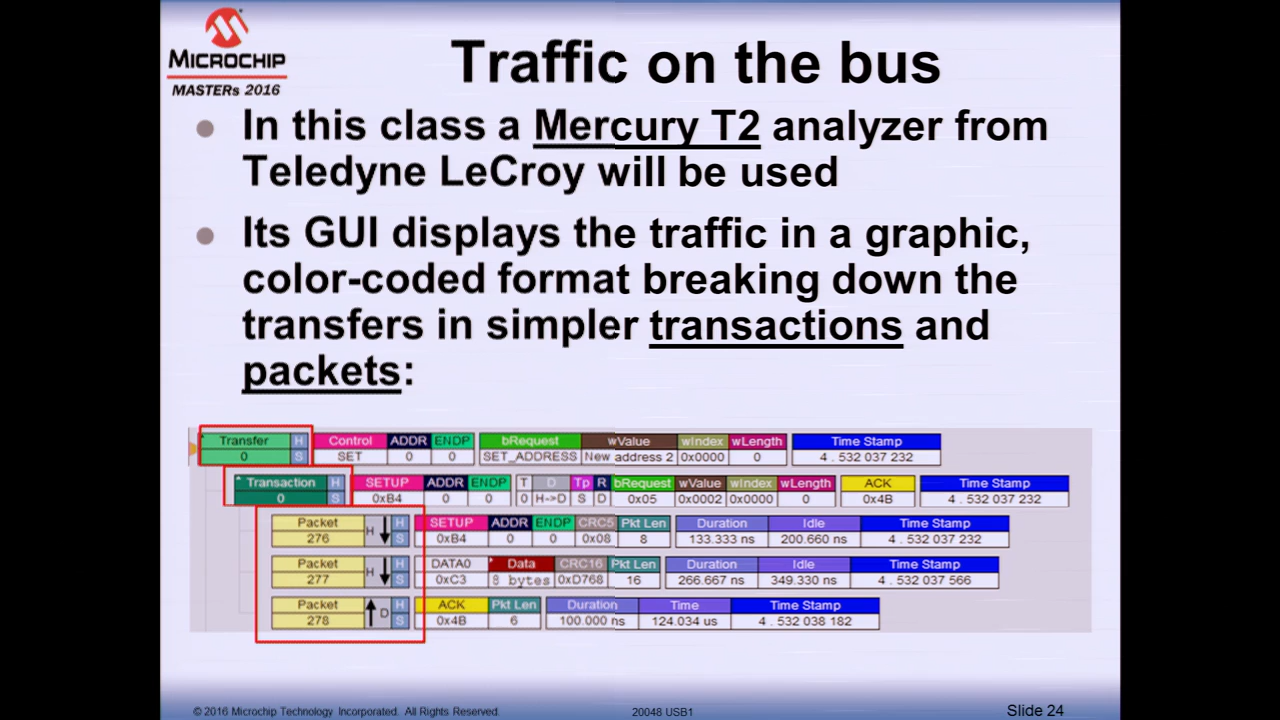 MICROCHIP
MASTERs 2016
Traffic on the bus
In this class a Mercury T2 analyzer from
Teledyne LeCroy will be used
Its GUI displays the traffic in a graphic,
color-coded format breaking down the
transfers in simpler transactions and
packets:
Transfer H Control ADDR ENDP bRequest wValue wIndex wLength Time Stamp
0 S SET 0 0 SET_ADDRESS New address 2 0x0000 0 4 . 532 037 232
Transaction H SETUP ADDR ENDP T D Tp R bRequest wValue wIndex wLength ACK Time Stamp
0 S 0xB4 0 0 0 H->D S D 0x05 0x0002 0x0000 0 0x4B 4 . 532 037 232
Packet H H SETUP ADDR ENDP CRC5 Pkt Len Duration Idle Time Stamp
276 S 0xB4 0 0 0x08 8 133.333 ns 200.660 ns 4 . 532 037 232
Packet H H DATA0 Data CRC16 Pkt Len Duration Idle Time Stamp
277 S 0xC3 8 bytes 0xD768 16 266.667 ns 349.330 ns 4 . 532 037 566
Packet D H ACK Pkt Len Duration Time Time Stamp
278 S 0x4B 6 100.000 ns 124.034 us 4 . 532 038 182
© 2016 Microchip Technology Incorporated. All Rights Reserved. 20048 USB1 Slide 24